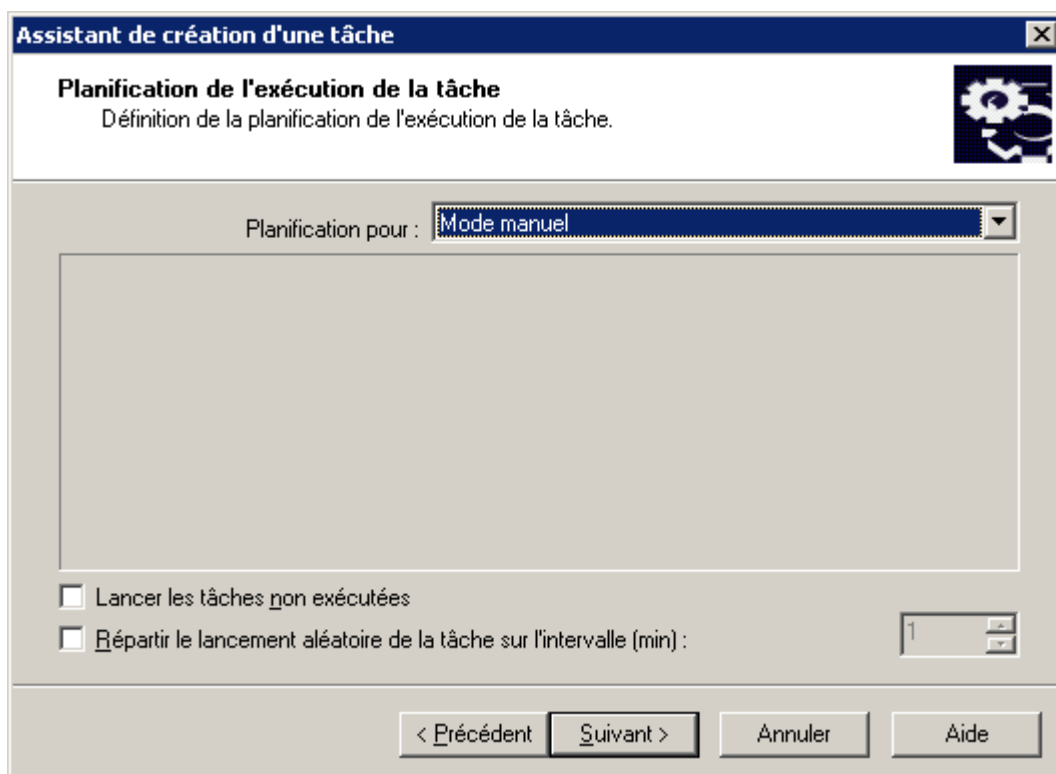 Assistant de création d'une tâche
Planification de l'exécution de la tâche
Définition de la planification de l'exécution de la tâche.
Planification pour : Mode manuel
Lancer les tâches non exécutées
Répartir le lancement aléatoire de la tâche sur l'intervalle (min) : 1
< Précédent Suivant > Annuler Aide